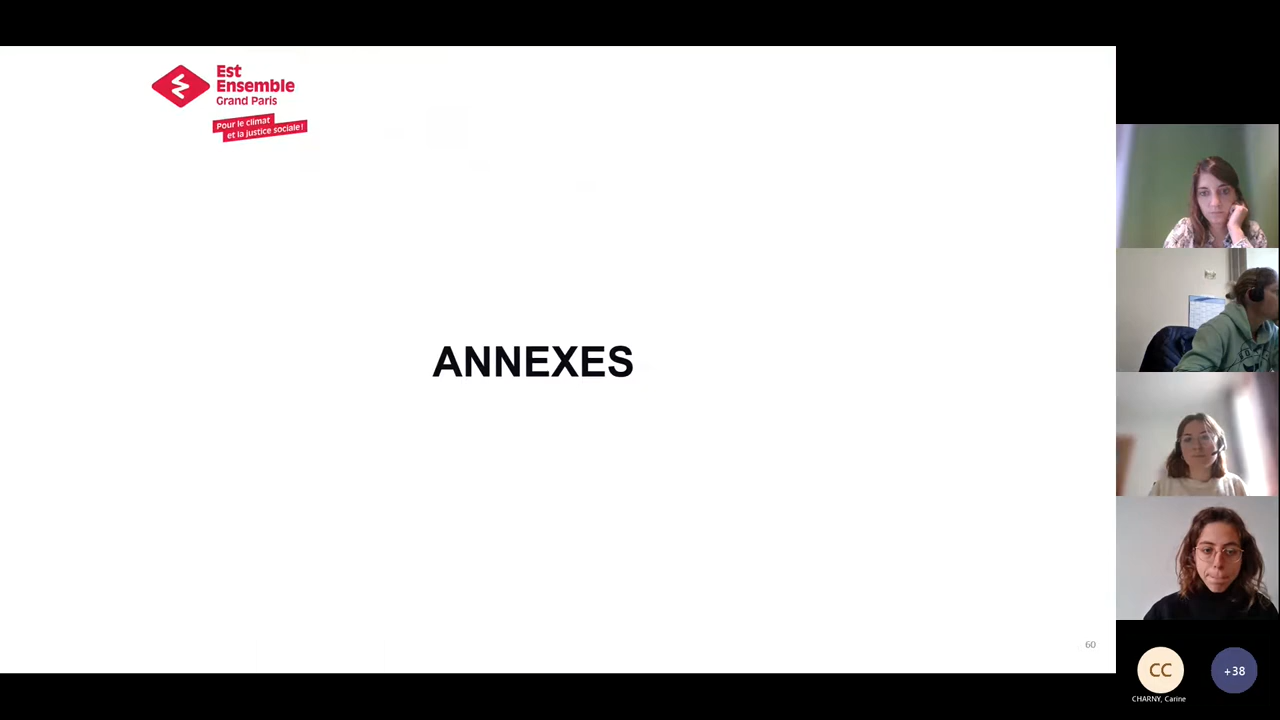 Est
Ensemble
Grand Paris
Pour le climat
et la justice sociale!
ANNEXES
60
CC
+38
CHARNY, Carine